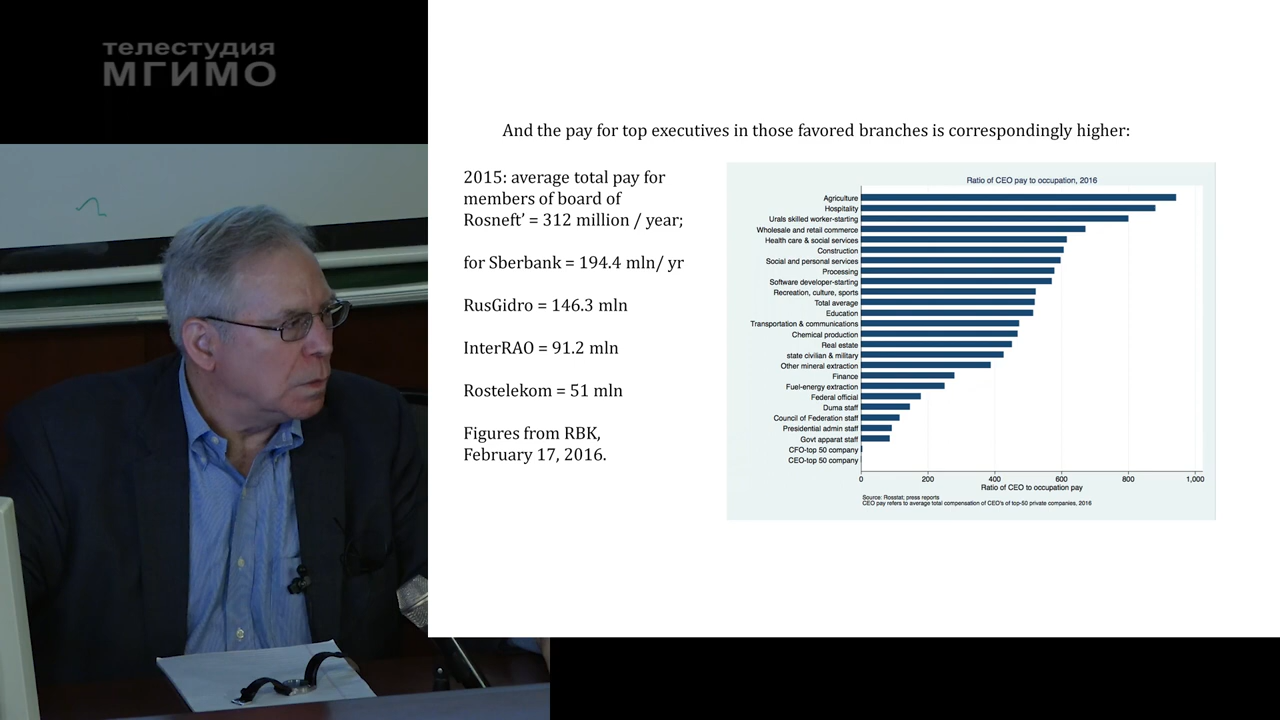 телестудия
МГИМО
And the pay for top executives in those favored branches is correspondingly higher:
2015: average total pay for
members of board of
Rosneft’ = 312 million / year;
for Sberbank = 194.4 mln/ yr
RusGidro = 146.3 mln
InterRAO = 91.2 mln
Rostelekom = 51 mln
Figures from RBK,
February 17, 2016.
Ratio of CEO pay to occupation, 2016
Agriculture
Hospitality
Urals skilled worker-starting
Wholesale and retail commerce
Health care & social services
Construction
Social and personal services
Processing
Software developer-starting
Recreation, culture, sports
Total average
Education
Transportation & communications
Chemical production
Real estate
state civilian & military
Other mineral extraction
Finance
Fuel-energy extraction
Federal official
Duma staff
Council of Federation staff
Presidential admin staff
Govt apparat staff
CFO-top 50 company
CEO-top 50 company
0 200 400 600 800 1,000
Ratio of CEO to occupation pay
Source: Rosstat; press reports
CEO pay refers to average total compensation of CEO's of top-50 private companies, 2016